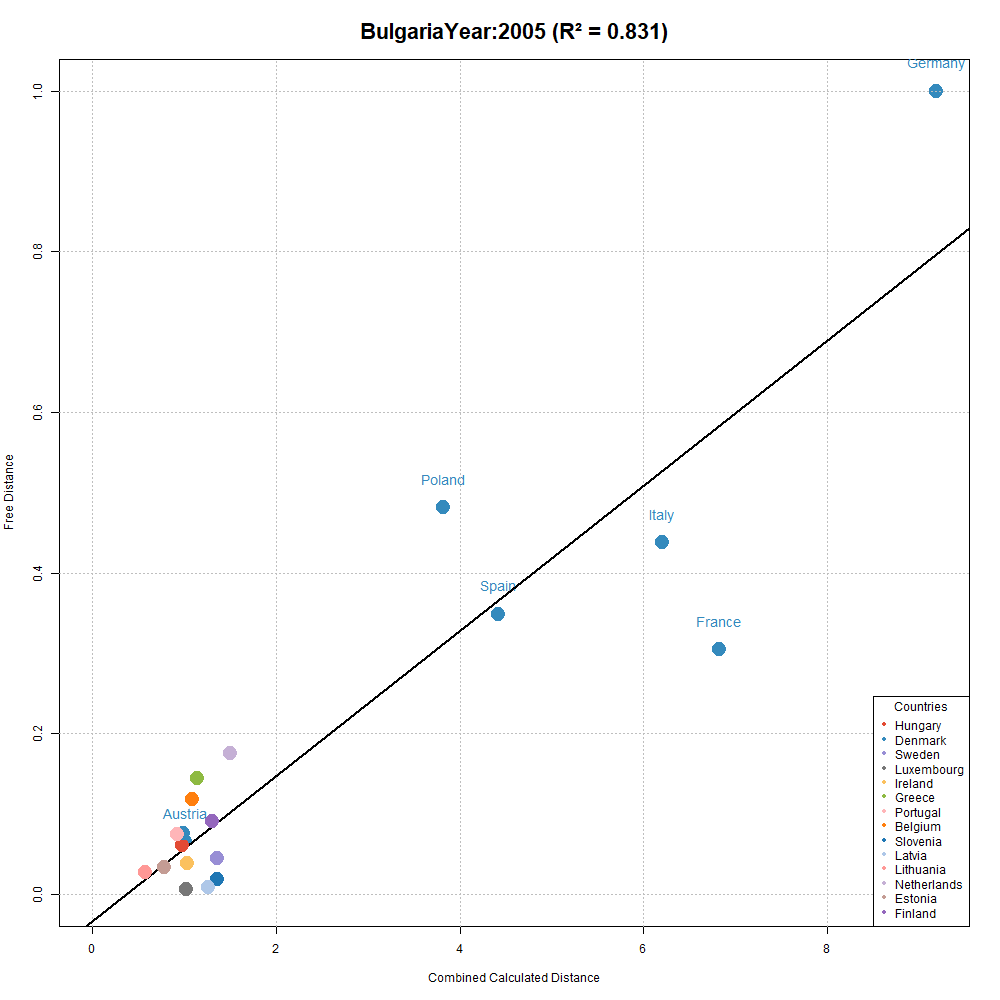 BulgariaYear:2005 (R² = 0.831)
Germany
Poland
Italy
Spain
France
Austria
1.0
0.8
0.6
0.4
0.2
0.0
Free Distance
0 2 4 6 8
Combined Calculated Distance
Countries
Hungary
Denmark
Sweden
Luxembourg
Ireland
Greece
Portugal
Belgium
Slovenia
Latvia
Lithuania
Netherlands
Estonia
Finland